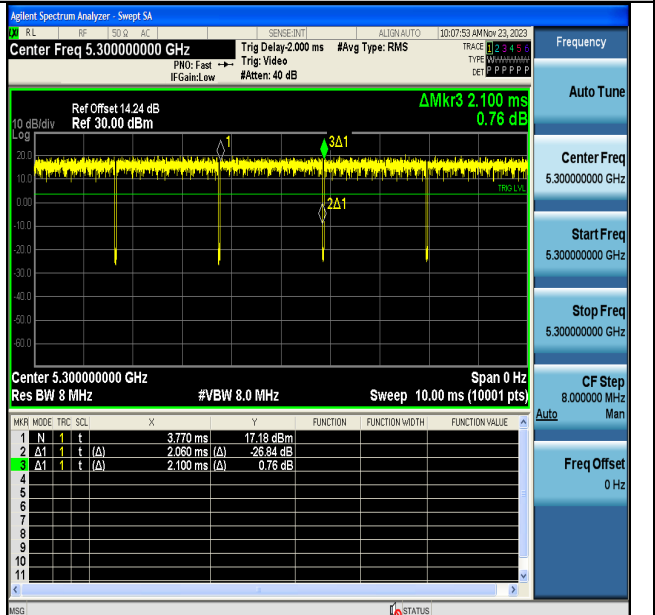 Agilent Spectrum Analyzer - Swept SA
LXI RL RF 50 Ω AC SENSE:INT ALIGN AUTO 10:07:53 AM Nov 23, 2023
Center Freq 5.300000000 GHz
PNO: Fast
IFGain:Low
Trig Delay-2.000 ms
Trig: Video
#Atten: 40 dB
#Avg Type: RMS
TRACE 1 2 3 4 5 6
TYPE W
DET P P P P P P
Frequency
Auto Tune
Center Freq
5.300000000 GHz
Start Freq
5.300000000 GHz
Stop Freq
5.300000000 GHz
CF Step
8.000000 MHz
Auto Man
Freq Offset
0 Hz
ΔMkr3 2.100 ms
0.76 dB
Ref Offset 14.24 dB
10 dB/div Ref 30.00 dBm
Log
20.0
10.0
0.00
-10.0
-20.0
-30.0
-40.0
-50.0
-60.0
1
3Δ1
TRIG LVL
2Δ1
Center 5.300000000 GHz Span 0 Hz
Res BW 8 MHz #VBW 8.0 MHz Sweep 10.00 ms (10001 pts)
MKR MODE TRC SCL X Y FUNCTION FUNCTION WIDTH FUNCTION VALUE
1 N 1 t 3.770 ms 17.18 dBm
2 Δ1 1 t (Δ) 2.060 ms (Δ) -26.84 dB
3 Δ1 1 t (Δ) 2.100 ms (Δ) 0.76 dB
4
5
6
7
8
9
10
11
MSG STATUS